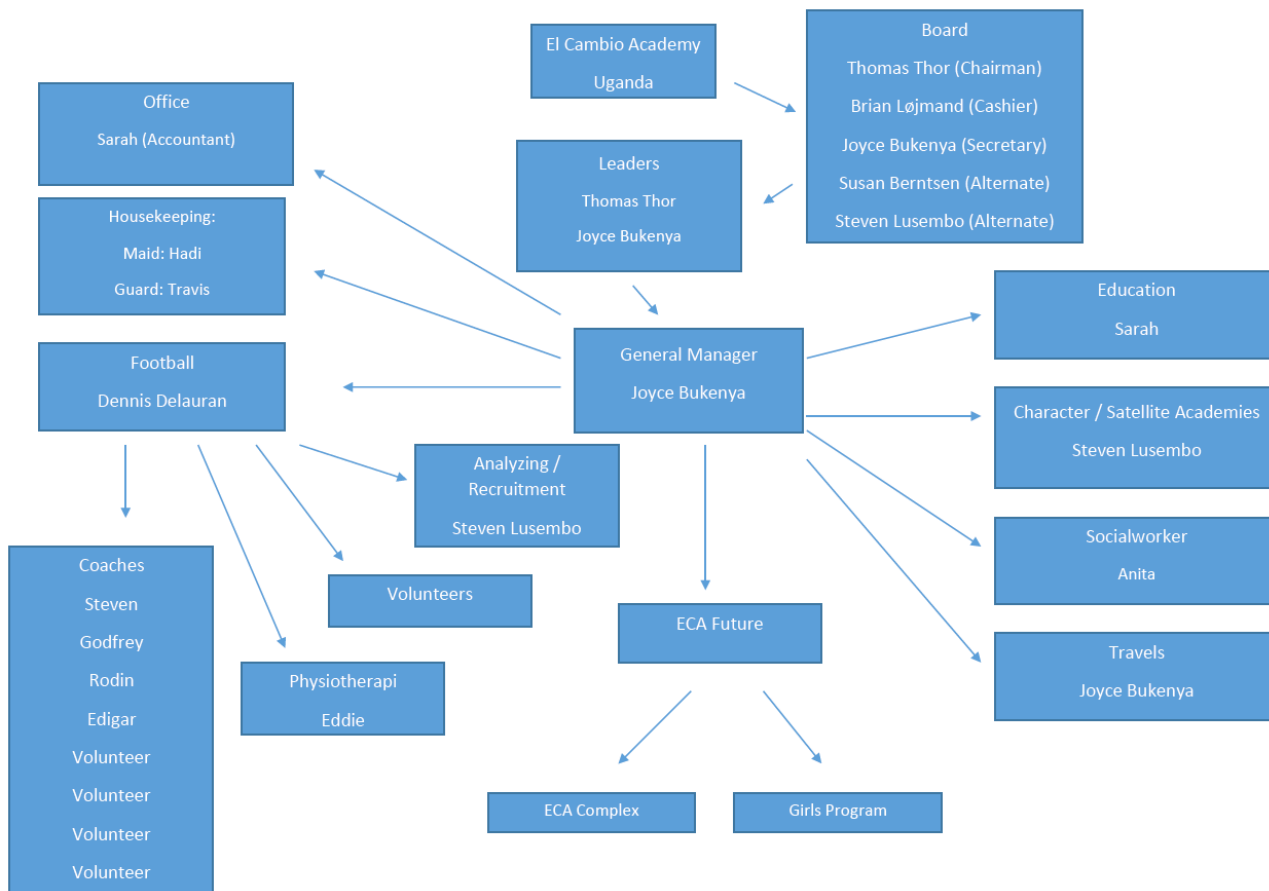 El Cambio Academy
Uganda
Board
Thomas Thor (Chairman)
Brian Løjmand (Cashier)
Joyce Bukenya (Secretary)
Susan Berntsen (Alternate)
Steven Lusembo (Alternate)
Office
Sarah (Accountant)
Leaders
Thomas Thor
Joyce Bukenya
Housekeeping:
Maid: Hadi
Guard: Travis
Education
Sarah
General Manager
Joyce Bukenya
Football
Dennis Delauran
Character / Satellite Academies
Steven Lusembo
Analyzing /
Recruitment
Steven Lusembo
Socialworker
Anita
Coaches
Steven
Godfrey
Rodin
Edigar
Volunteer
Volunteer
Volunteer
Volunteer
Volunteers
ECA Future
Physiotherapi
Eddie
Travels
Joyce Bukenya
ECA Complex
Girls Program